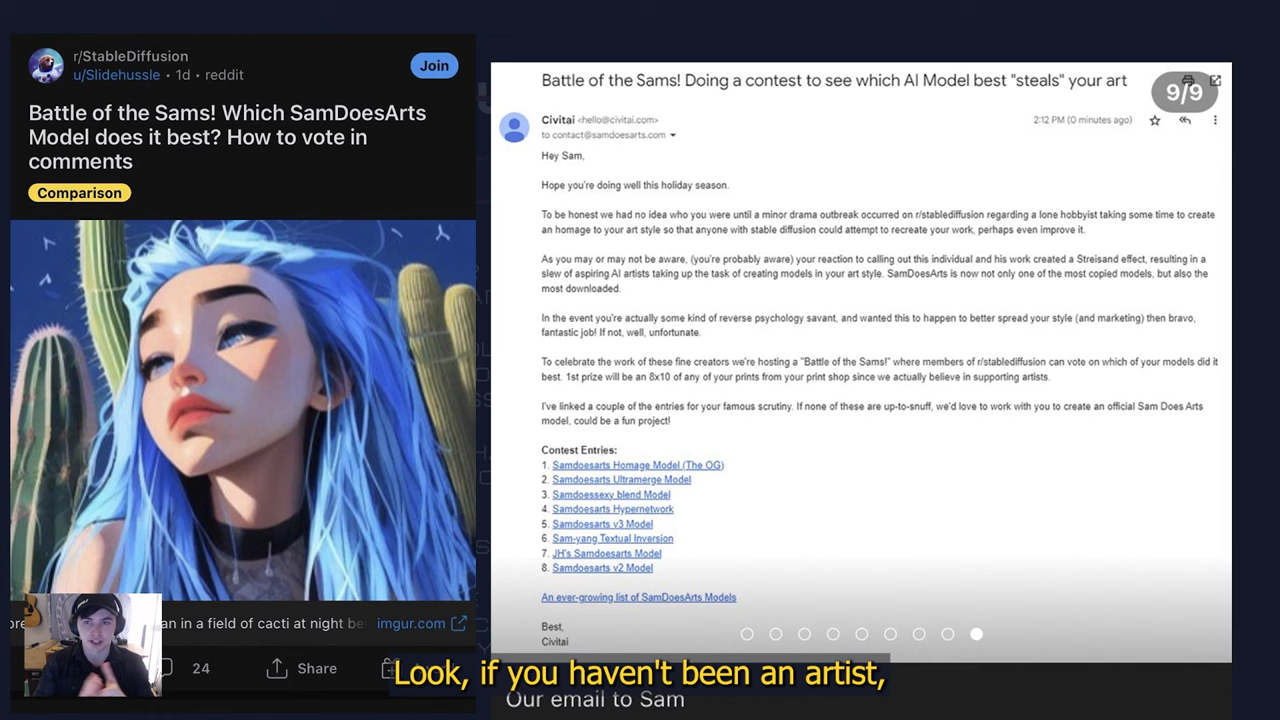 r/StableDiffusion
u/Slidehussle • 1d • reddit
Join
Battle of the Sams! Which SamDoesArts
Model does it best? How to vote in
comments
Comparison
an in a field of cacti at night be
imgur.com
24
Share
Battle of the Sams! Doing a contest to see which AI Model best "steals" your art
9/9
Civitai <hello@civitai.com>
2:12 PM (0 minutes ago)
to contact@samdoesarts.com
Hey Sam,
Hope you're doing well this holiday season.
To be honest we had no idea who you were until a minor drama outbreak occurred on r/stablediffusion regarding a lone hobbyist taking some time to create
an homage to your art style so that anyone with stable diffusion could attempt to recreate your work, perhaps even improve it.
As you may or may not be aware, (you're probably aware) your reaction to calling out this individual and his work created a Streisand effect, resulting in a
slew of aspiring AI artists taking up the task of creating models in your art style. SamDoesArts is now not only one of the most copied models, but also the
most downloaded.
In the event you're actually some kind of reverse psychology savant, and wanted this to happen to better spread your style (and marketing) then bravo,
fantastic job! If not, well, unfortunate.
To celebrate the work of these fine creators we're hosting a "Battle of the Sams!" where members of r/stablediffusion can vote on which of your models did it
best. 1st prize will be an 8x10 of any of your prints from your print shop since we actually believe in supporting artists.
I've linked a couple of the entries for your famous scrutiny. If none of these are up-to-snuff, we'd love to work with you to create an official Sam Does Arts
model, could be a fun project!
Contest Entries:
1. Samdoesarts Homage Model (The OG)
2. Samdoesarts Ultramerge Model
3. Samdoessexy blend Model
4. Samdoesarts Hypernetwork
5. Samdoesarts v3 Model
6. Sam-yang Textual Inversion
7. JH's Samdoesarts Model
8. Samdoesarts v2 Model
An ever-growing list of SamDoesArts Models
Best,
Civitai
Look, if you haven't been an artist,
Our email to Sam